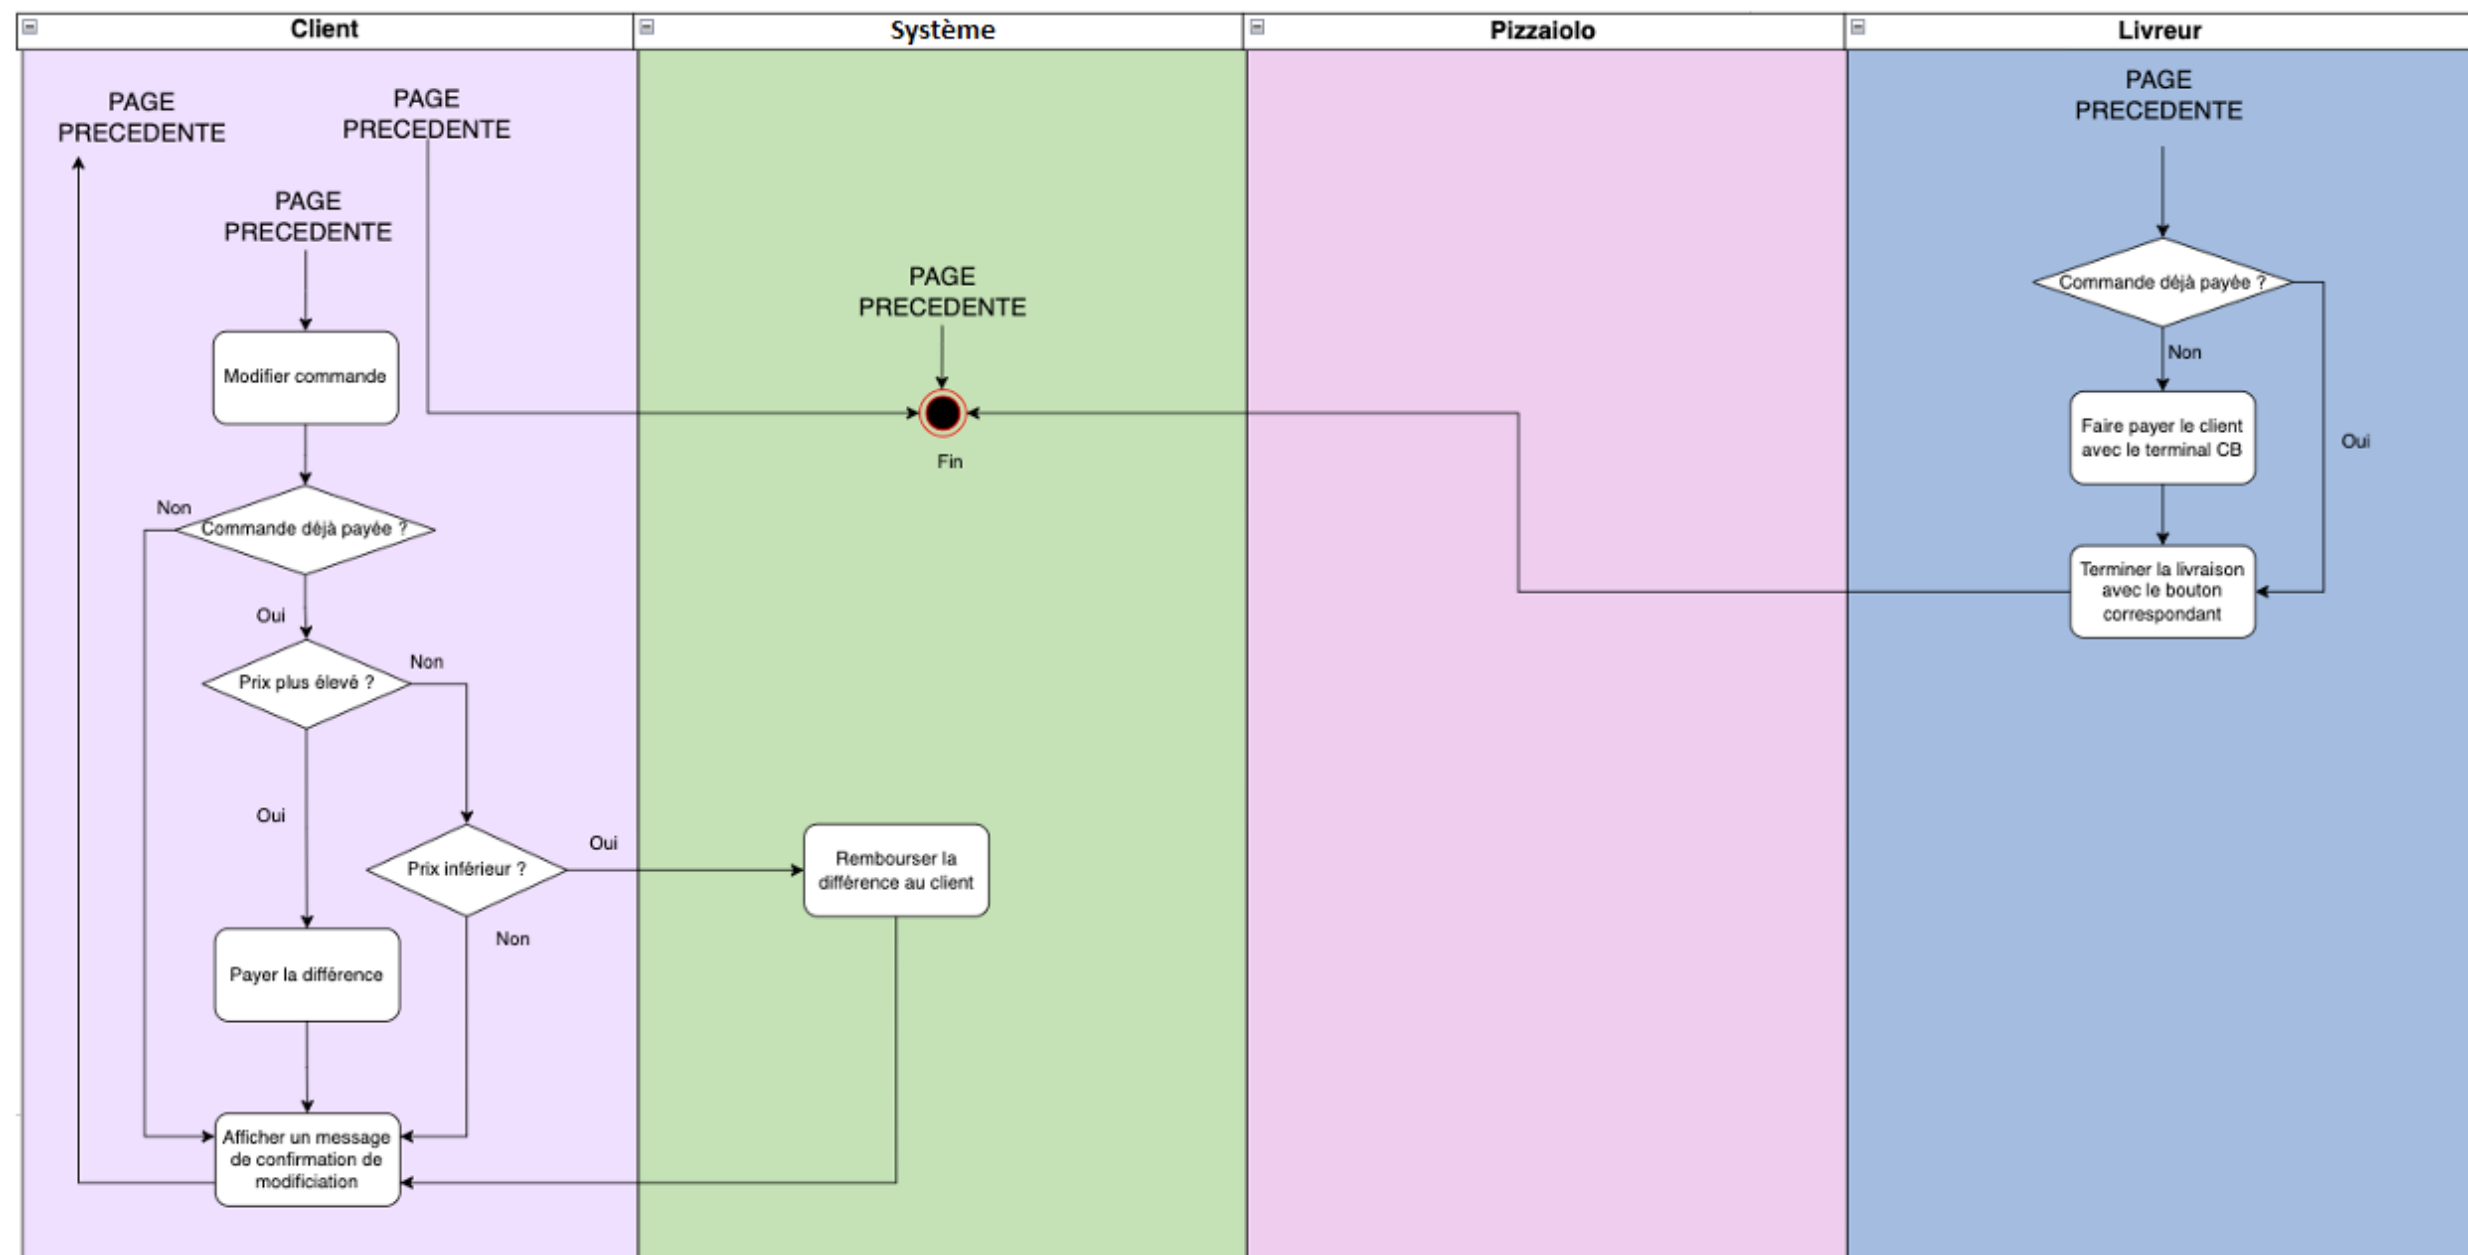 Client
Système
Pizzaiolo
Livreur
PAGE
PRECEDENTE
PAGE
PRECEDENTE
PAGE
PRECEDENTE
Modifier commande
Non
Commande déjà payée ?
Oui
Prix plus élevé ?
Non
Oui
Prix inférieur ?
Oui
Non
Payer la différence
Afficher un message
de confirmation de
modificiation
PAGE
PRECEDENTE
Fin
Rembourser la
différence au client
PAGE
PRECEDENTE
Commande déjà payée ?
Non
Faire payer le client
avec le terminal CB
Oui
Terminer la livraison
avec le bouton
correspondant